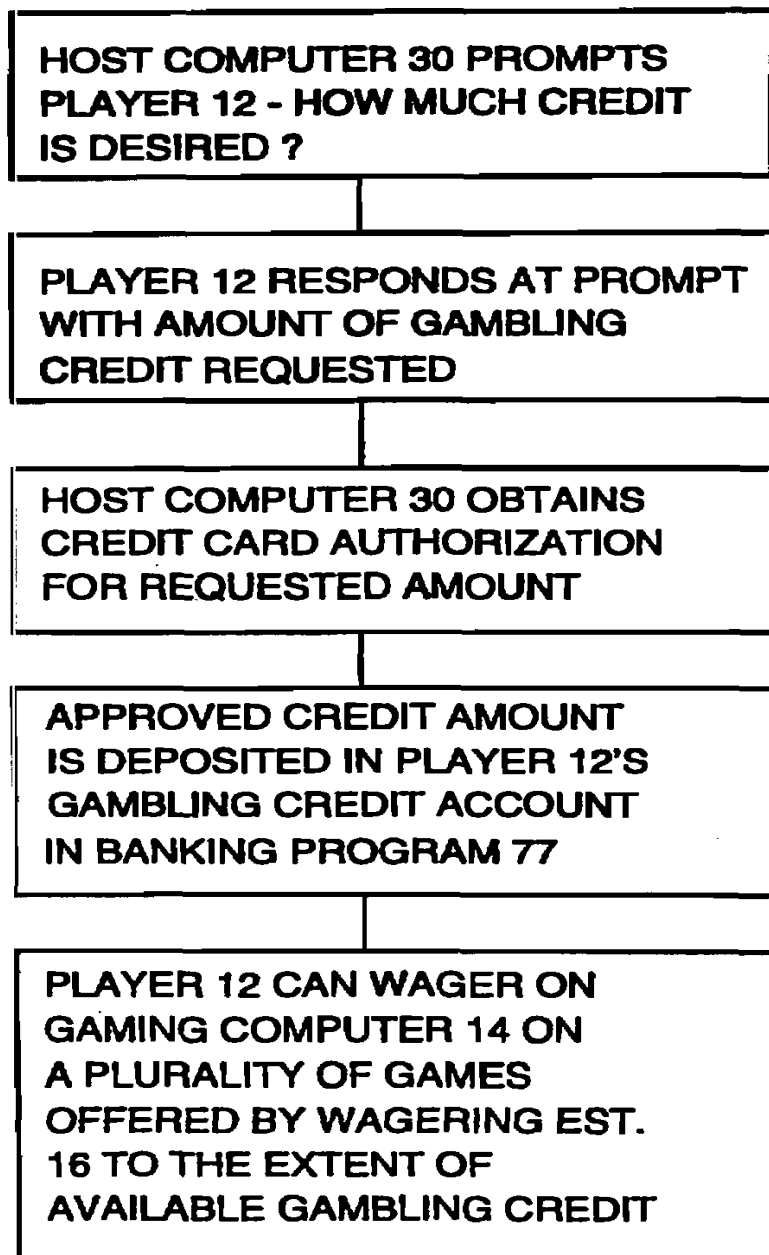 HOST COMPUTER 30 PROMPTS
PLAYER 12 - HOW MUCH CREDIT
IS DESIRED ?
PLAYER 12 RESPONDS AT PROMPT
WITH AMOUNT OF GAMBLING
CREDIT REQUESTED
HOST COMPUTER 30 OBTAINS
CREDIT CARD AUTHORIZATION
FOR REQUESTED AMOUNT
APPROVED CREDIT AMOUNT
IS DEPOSITED IN PLAYER 12'S
GAMBLING CREDIT ACCOUNT
IN BANKING PROGRAM 77
PLAYER 12 CAN WAGER ON
GAMING COMPUTER 14 ON
A PLURALITY OF GAMES
OFFERED BY WAGERING EST.
16 TO THE EXTENT OF
AVAILABLE GAMBLING CREDIT